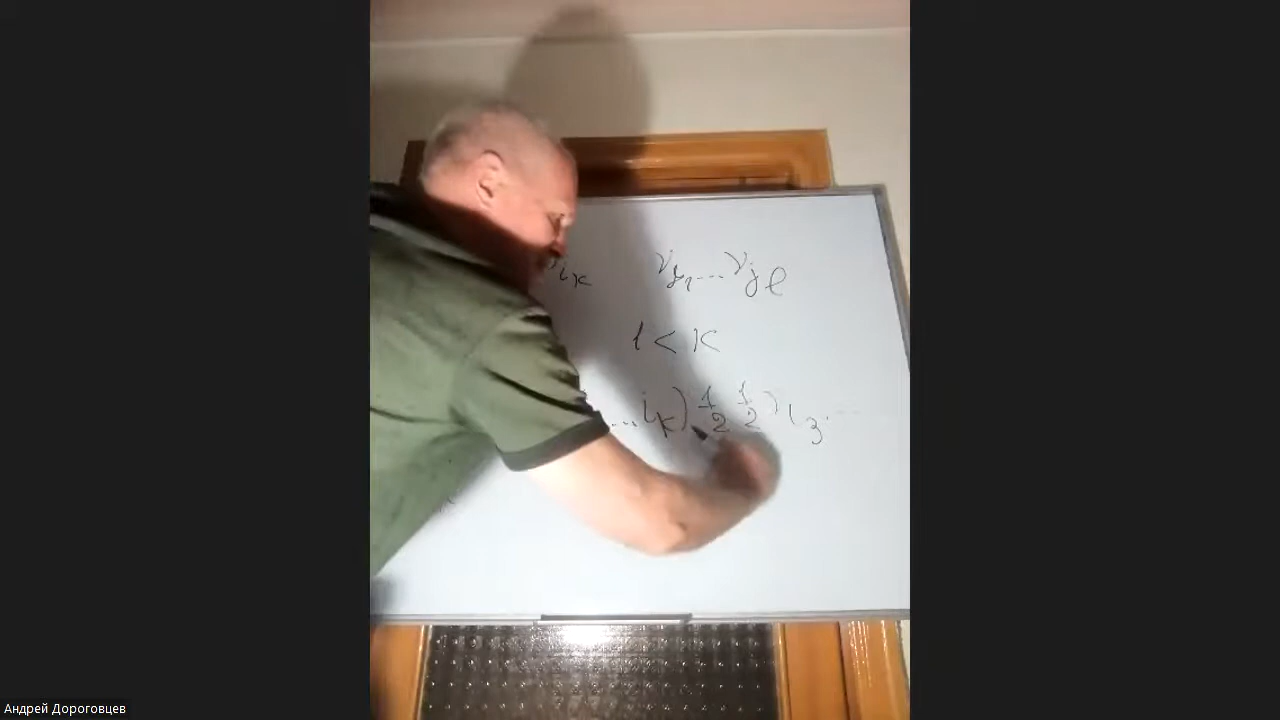 ν_{i_k} ν_{j_1} ... ν_{j_l}
l < k
... i_k) 1/2 1/2 ν_{i_3} ...
Андрей Дороговцев